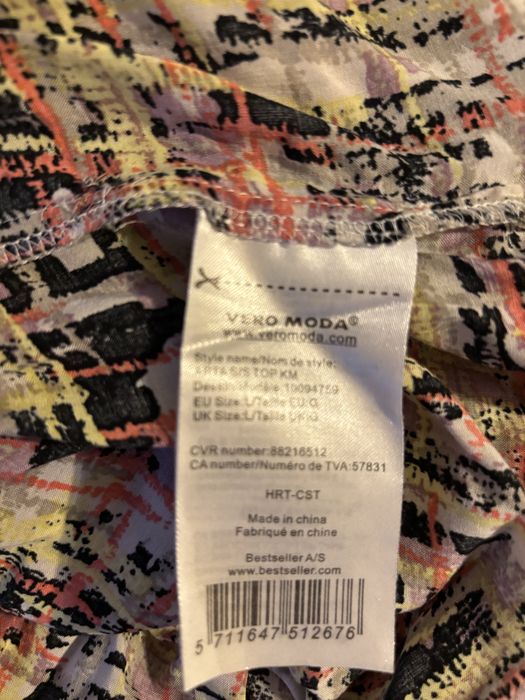 VERO MODA®
www.veromoda.com
Style name/Nom de style:
S/S TOP KM
EU Size:L/Taille EU:G
UK Size:L/Taille UK:G
CVR number:88216512
CA number/Numéro de TVA:57831
HRT-CST
Made in china
Fabriqué en chine
Bestseller A/S
www.bestseller.com
5 711647 512676